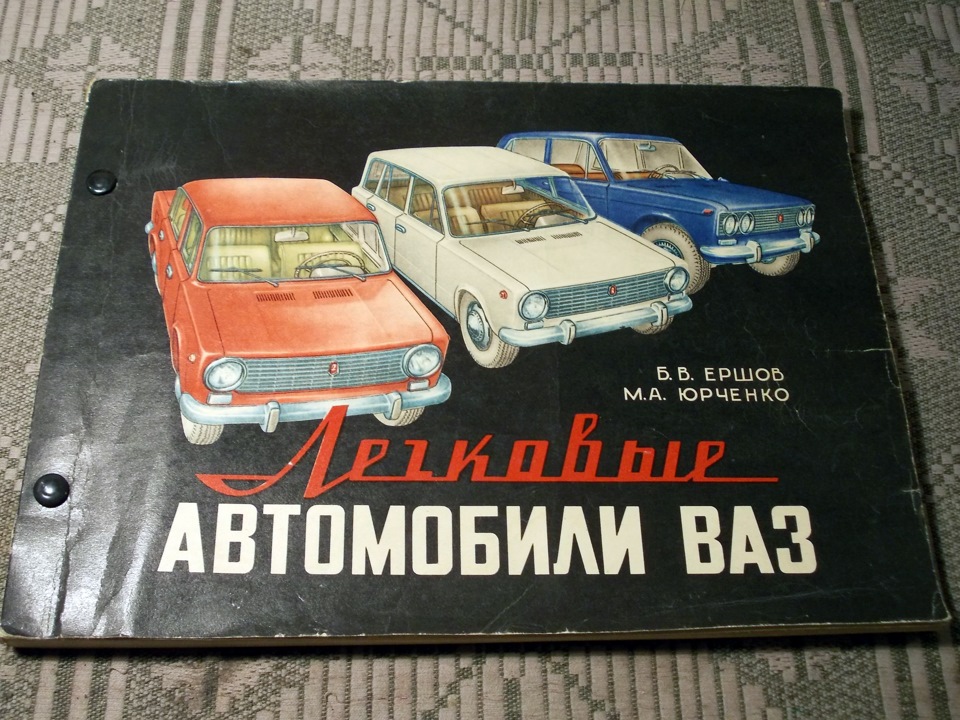 Б. В. ЕРШОВ
М.А. ЮРЧЕНКО
Легковые
АВТОМОБИЛИ ВАЗ